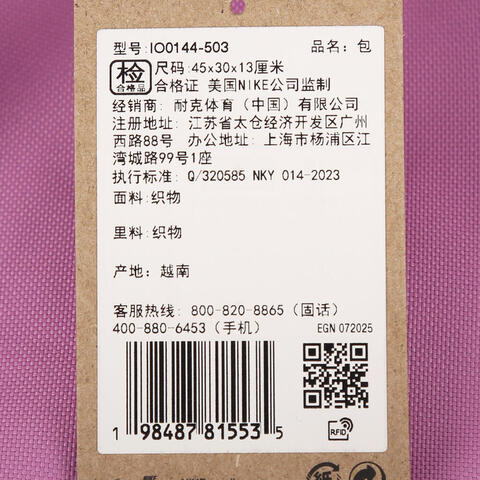 型号:IO0144-503 品名: 包
检 尺码: 45x30x13厘米
合格品 合格证 美国NIKE公司监制
经销商: 耐克体育（中国）有限公司
注册地址: 江苏省太仓经济开发区广州
西路88号 办公地址: 上海市杨浦区江
湾城路99号1座
执行标准: Q/320585 NKY 014-2023
面料: 织物
里料: 织物
产地: 越南
客服热线: 800-820-8865（固话）
400-880-6453（手机） EGN 072025
1 98487 81553 5
RFID